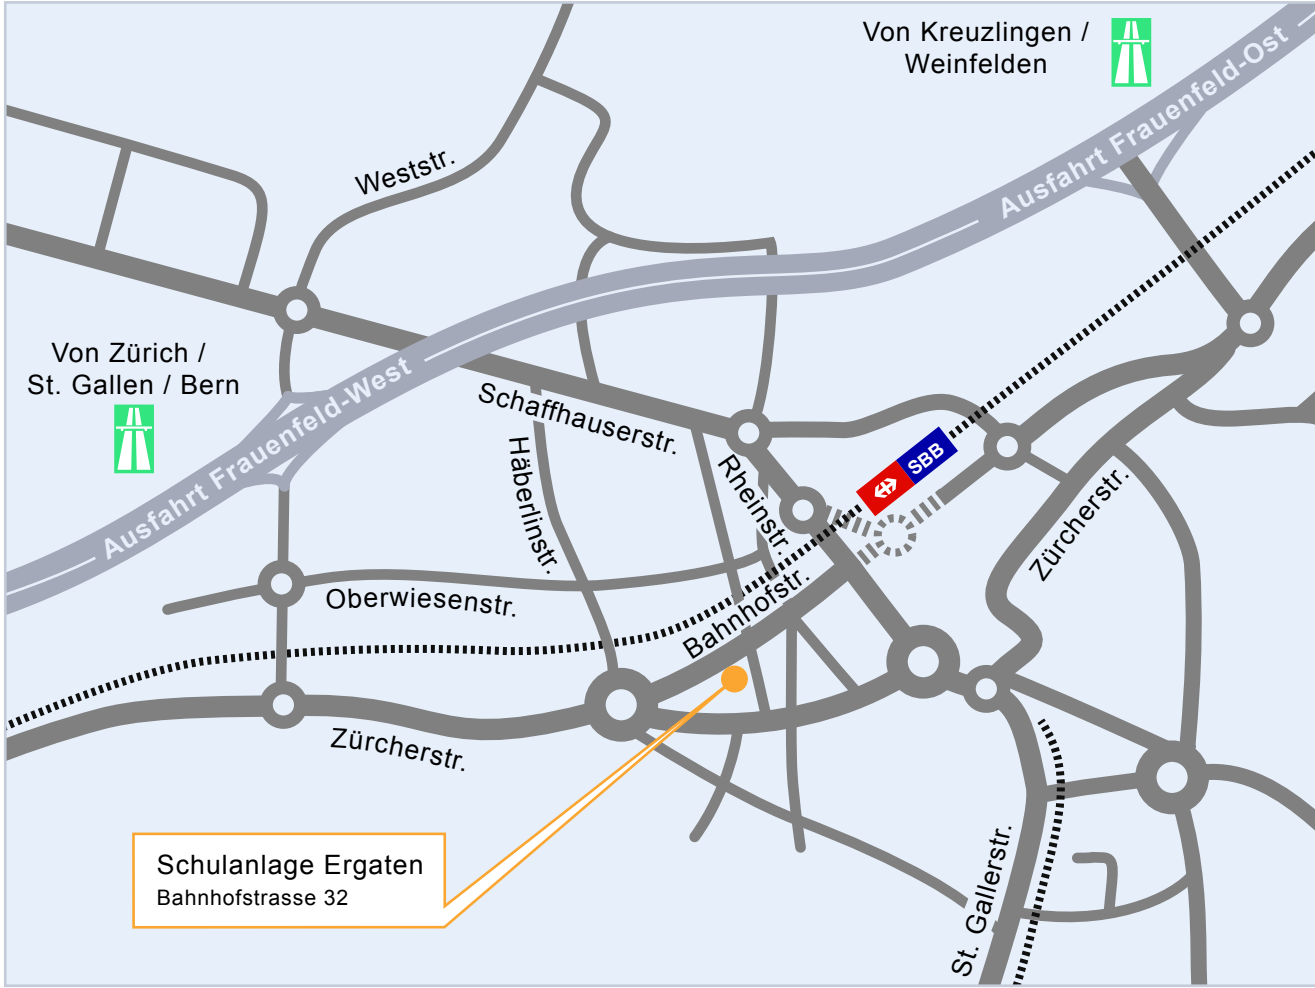 Von Kreuzlingen /
Weinfelden
Ausfahrt Frauenfeld-Ost
Weststr.
Von Zürich /
St. Gallen / Bern
Ausfahrt Frauenfeld-West
Schaffhauserstr.
Häberlinstr.
Rheinstr.
SBB
Zürcherstr.
Oberwiesenstr.
Bahnhofstr.
Zürcherstr.
Schulanlage Ergaten
Bahnhofstrasse 32
St. Gallerstr.